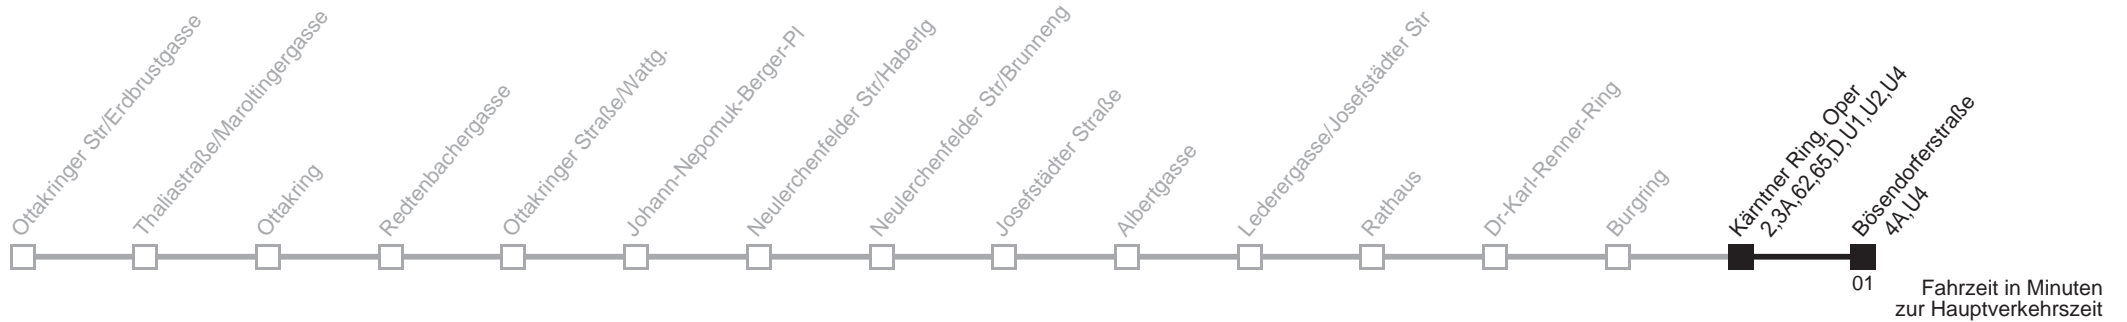 Ottakringer Str/Erdbrustgasse
Thaliastraße/Maroltingergasse
Ottakring
Redtenbachergasse
Ottakringer Straße/Wattg.
Johann-Nepomuk-Berger-Pl
Neulerchenfelder Str/Haberlg
Neulerchenfelder Str/Brunneng
Josefstädter Straße
Albertgasse
Lederergasse/Josefstädter Str
Rathaus
Dr-Karl-Renner-Ring
Burgring
Kärntner Ring, Oper
2,3A,62,65,D,U1,U2,U4
Bösendorferstraße
4A,U4
01
Fahrzeit in Minuten
zur Hauptverkehrszeit